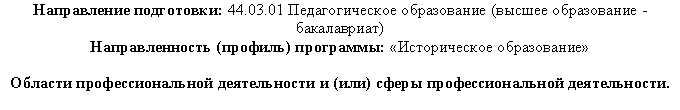 Направление подготовки: 44.03.01 Педагогическое образование (высшее образование -
бакалавриат)
Направленность (профиль) программы: «Историческое образование»
Области профессиональной деятельности и (или) сферы профессиональной деятельности.